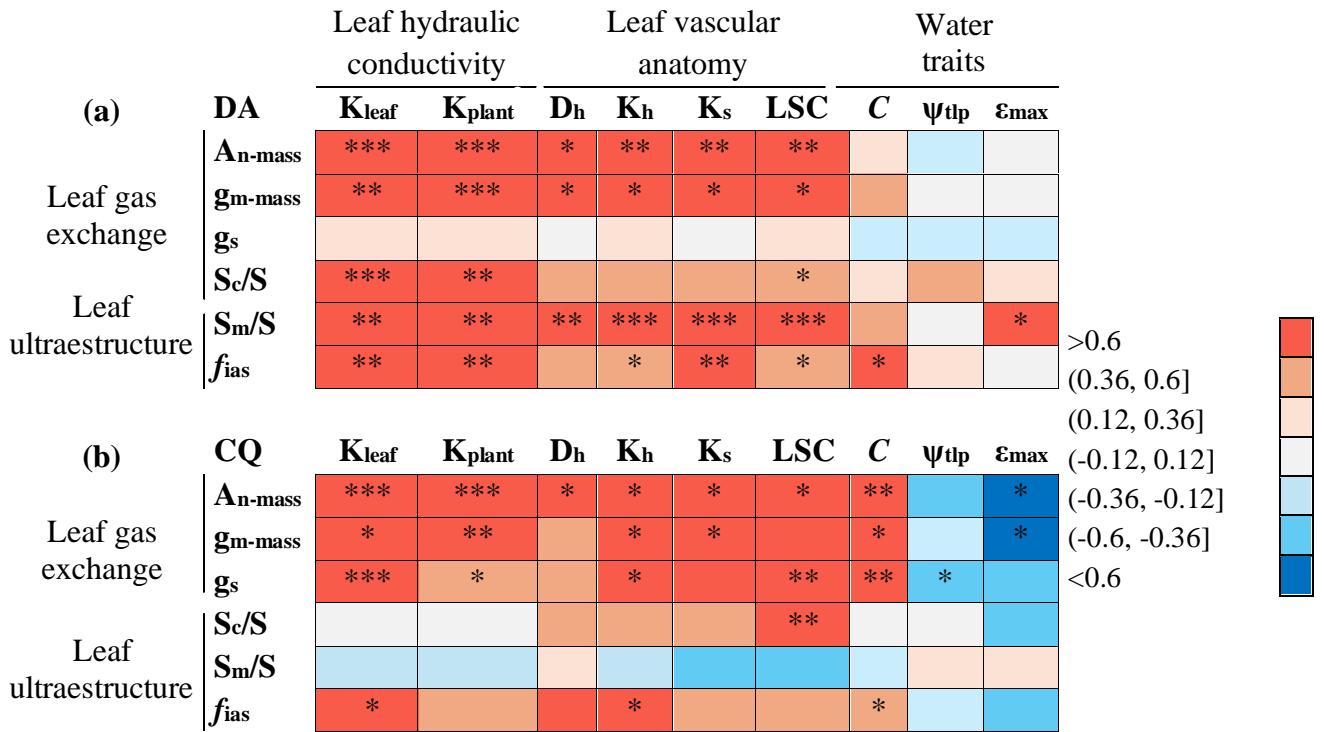 Leaf hydraulic conductivity
Leaf vascular anatomy
Water traits
(a) DA Kleaf Kplant Dh Kh Ks LSC C ψtlp εmax
Leaf gas exchange
Leaf ultraestructure
An-mass *** *** * ** ** **
gm-mass ** *** * * * *
gs
Sc/S *** ** *
Sm/S ** ** ** *** *** *** *
fias ** ** * ** * *
>0.6
(0.36, 0.6]
(0.12, 0.36]
(-0.12, 0.12]
(-0.36, -0.12]
(-0.6, -0.36]
<0.6
(b) CQ Kleaf Kplant Dh Kh Ks LSC C ψtlp εmax
Leaf gas exchange
An-mass *** *** * * * * ** *
gm-mass * ** * * * *
gs *** * * ** ** *
Leaf ultraestructure
Sc/S **
Sm/S
fias * * *